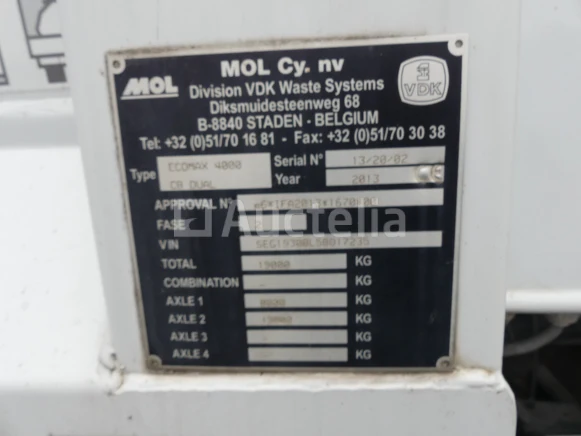 MOL
MOL Cy. nv
Division VDK Waste Systems
Diksmuidesteenweg 68
B-8840 STADEN - BELGIUM
VDK
Tel: +32 (0)51/70 16 81 - Fax: +32 (0)51/70 30 38
Type ECOMAX 4000 Serial N° 13/20/02
CB DUAL Year 2013
APPROVAL N°
FASE 2
VIN
TOTAL 19000 KG
COMBINATION - KG
AXLE 1 KG
AXLE 2 KG
AXLE 3 - KG
AXLE 4 - KG
Auctelia